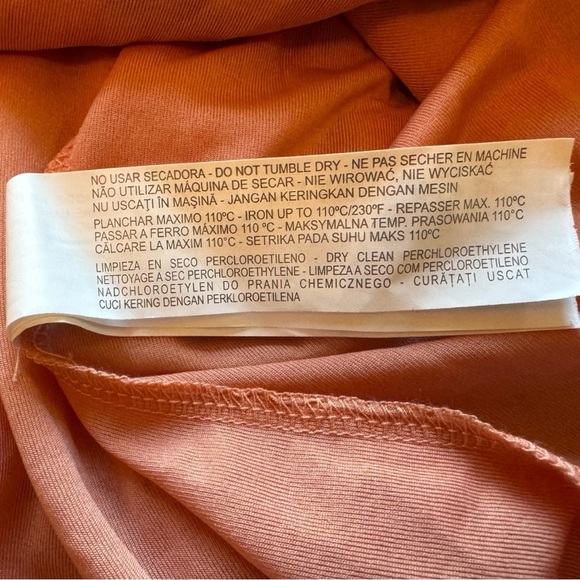 NO USAR SECADORA - DO NOT TUMBLE DRY - NE PAS SECHER EN MACHINE
NÃO UTILIZAR MÁQUINA DE SECAR - NIE WIROWAĆ, NIE WYCISKAĆ
NU USCAȚI ÎN MAŞINĂ - JANGAN KERINGKAN DENGAN MESIN
PLANCHAR MAXIMO 110ºC - IRON UP TO 110ºC/230ºF - REPASSER MAX. 110ºC
PASSAR A FERRO MÁXIMO 110 ºC - MAKSYMALNA TEMP. PRASOWANIA 110°C
CĂLCARE LA MAXIM 110°C - SETRIKA PADA SUHU MAKS 110ºC
LIMPIEZA EN SECO PERCLOROETILENO - DRY CLEAN PERCHLOROETHYLENE
NETTOYAGE A SEC PERCHLOROETHYLENE - LIMPEZA A SECO COM PERCLOROETILENO
NADCHLOROETYLEN DO PRANIA CHEMICZNEGO - CURĂȚAȚI USCAT
CUCI KERING DENGAN PERKLOROETILENA